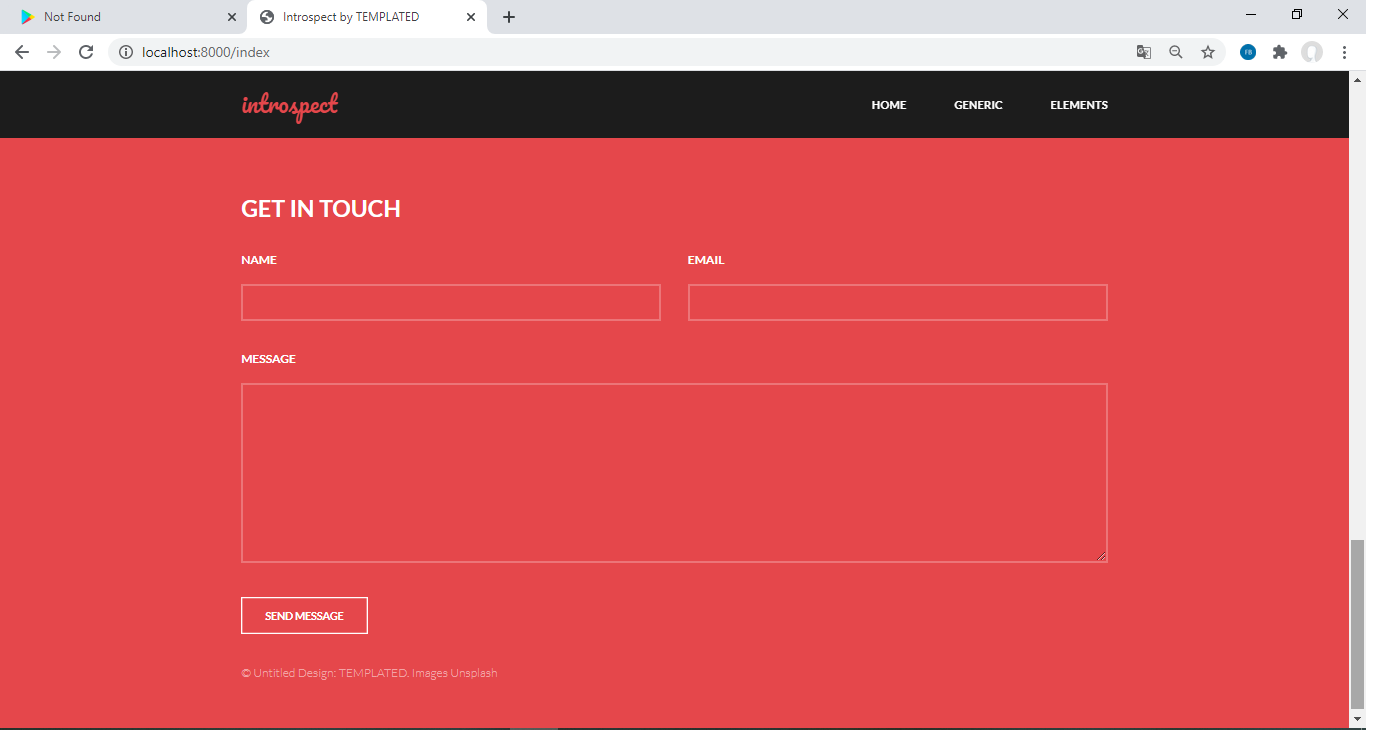 Not Found
Introspect by TEMPLATED
localhost:8000/index
introspect
HOME GENERIC ELEMENTS
GET IN TOUCH
NAME EMAIL
MESSAGE
SEND MESSAGE
© Untitled Design: TEMPLATED. Images Unsplash